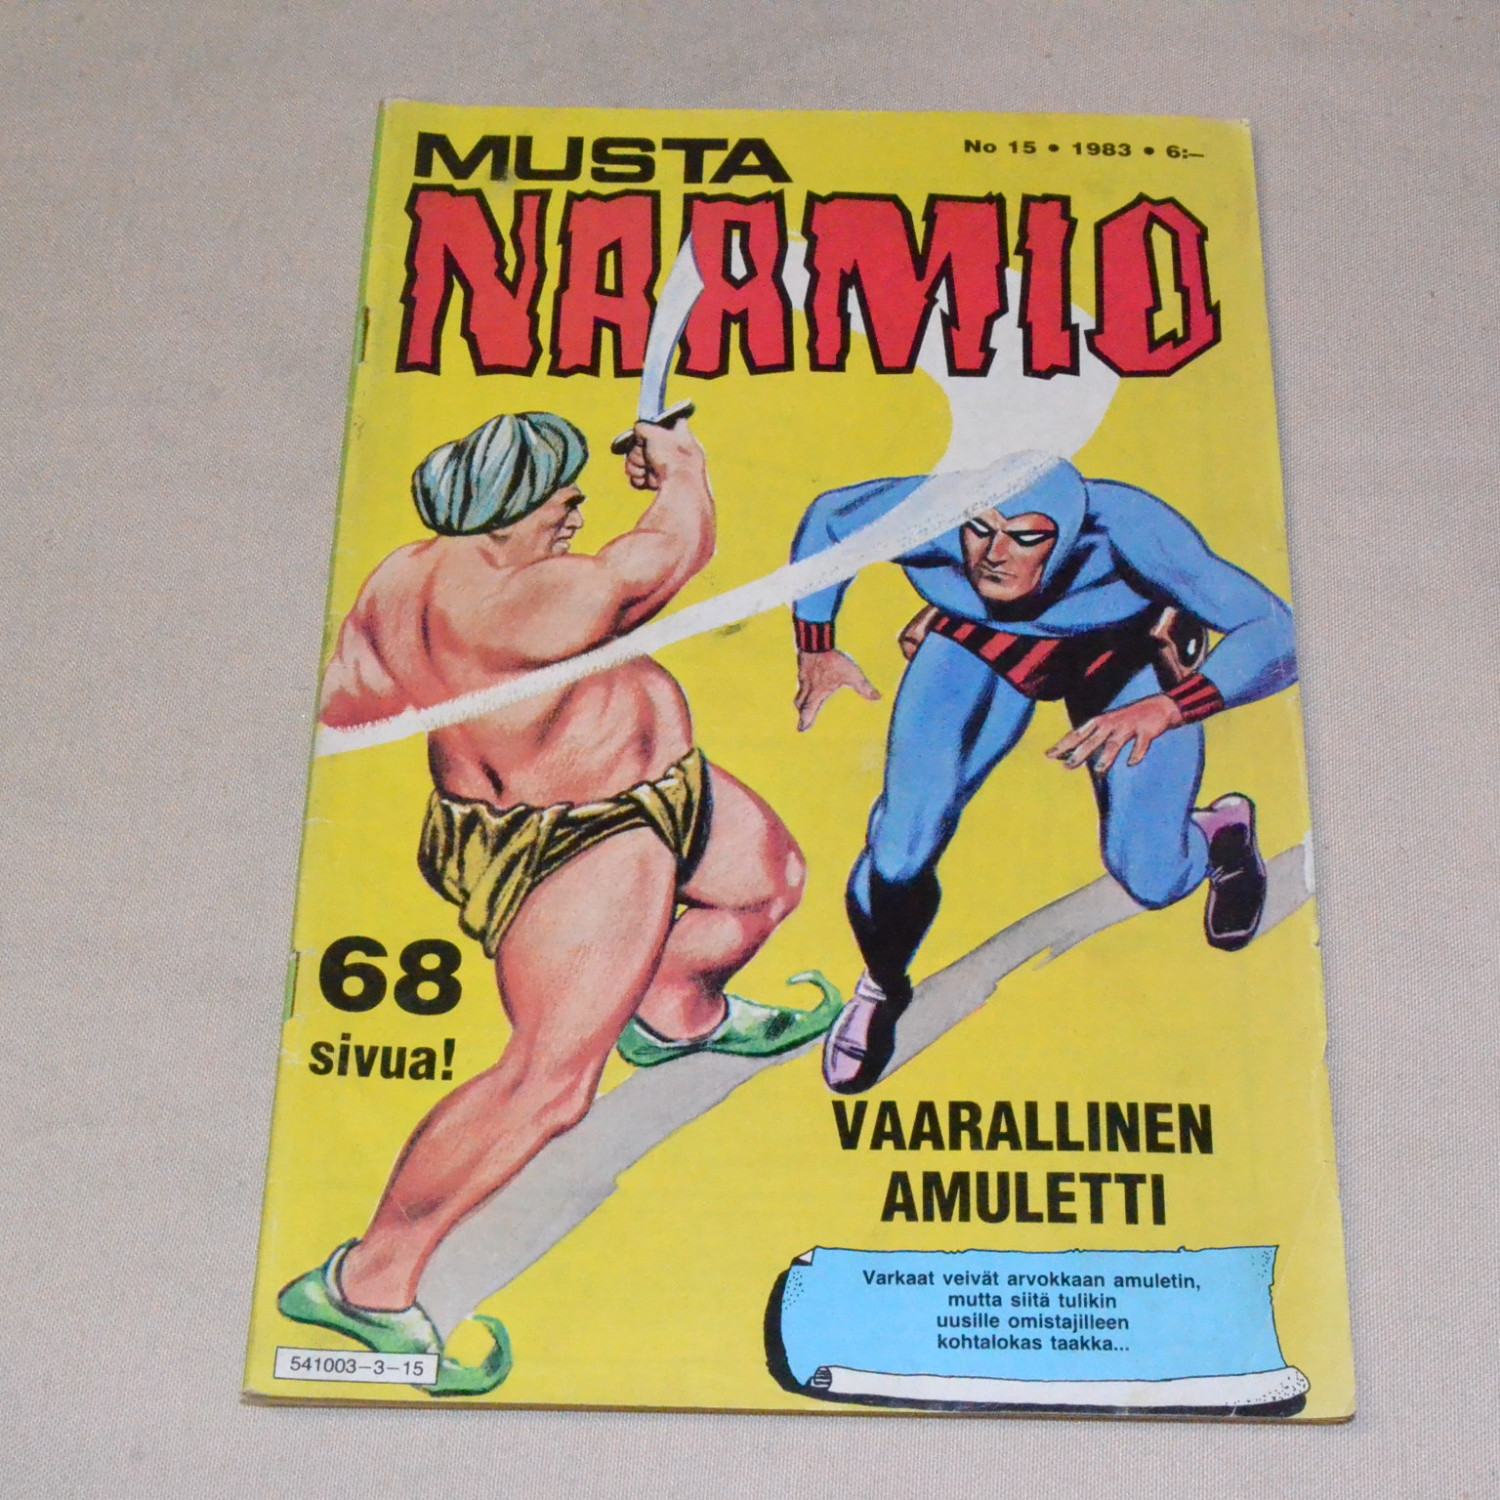 MUSTA
No 15 • 1983 • 6:–
NAAMIO
68
sivua!
VAARALLINEN
AMULETTI
Varkaat veivät arvokkaan amuletin,
mutta siitä tulikin
uusille omistajilleen
kohtalokas taakka...
541003–3–15